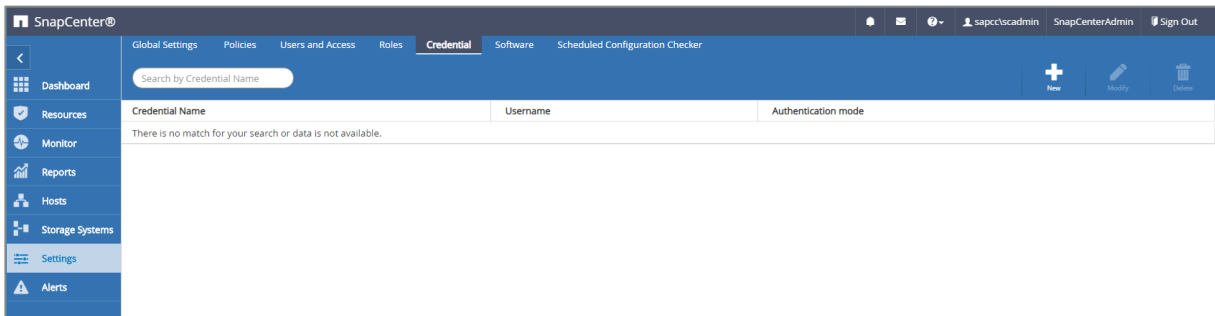 SnapCenter®
sapcc\scadmin SnapCenterAdmin Sign Out
Global Settings Policies Users and Access Roles Credential Software Scheduled Configuration Checker
Search by Credential Name
New Modify Delete
Dashboard
Resources
Monitor
Reports
Hosts
Storage Systems
Settings
Alerts
Credential Name Username Authentication mode
There is no match for your search or data is not available.